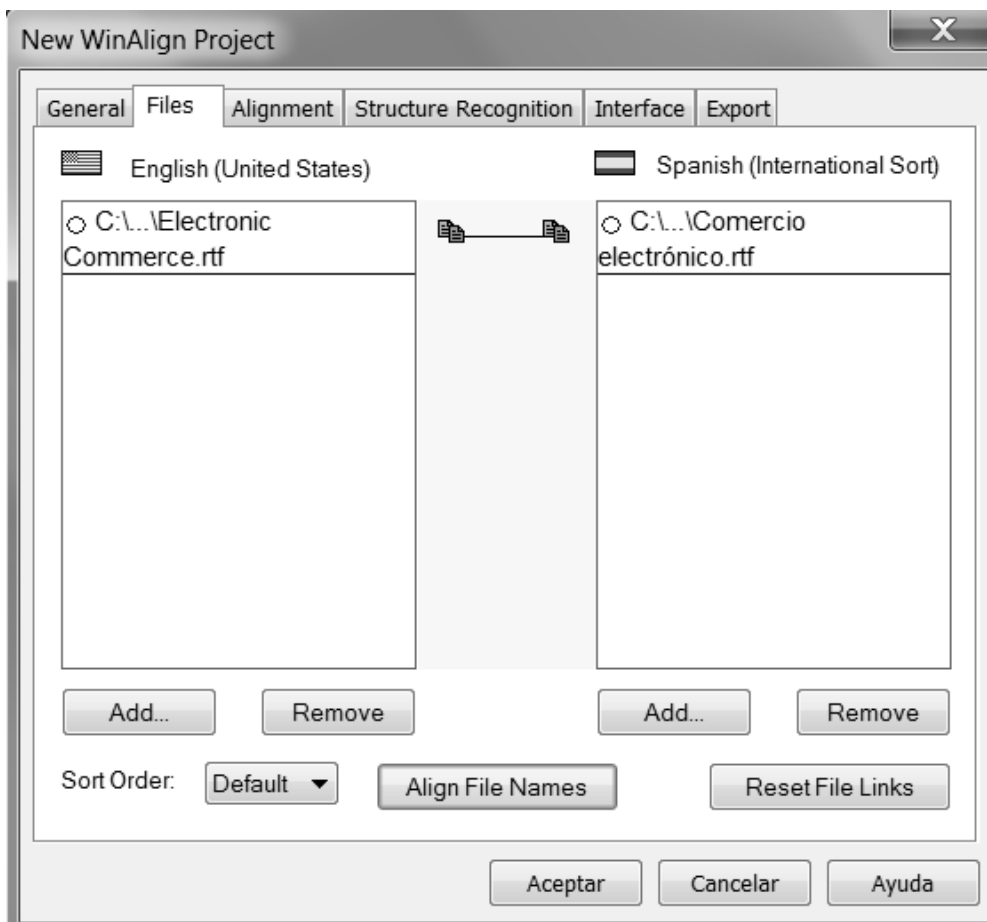 New WinAlign Project
General Files Alignment Structure Recognition Interface Export
English (United States) Spanish (International Sort)
C:\...\Electronic
Commerce.rtf
C:\...\Comercio
electrónico.rtf
Add... Remove Add... Remove
Sort Order: Default Align File Names Reset File Links
Aceptar Cancelar Ayuda